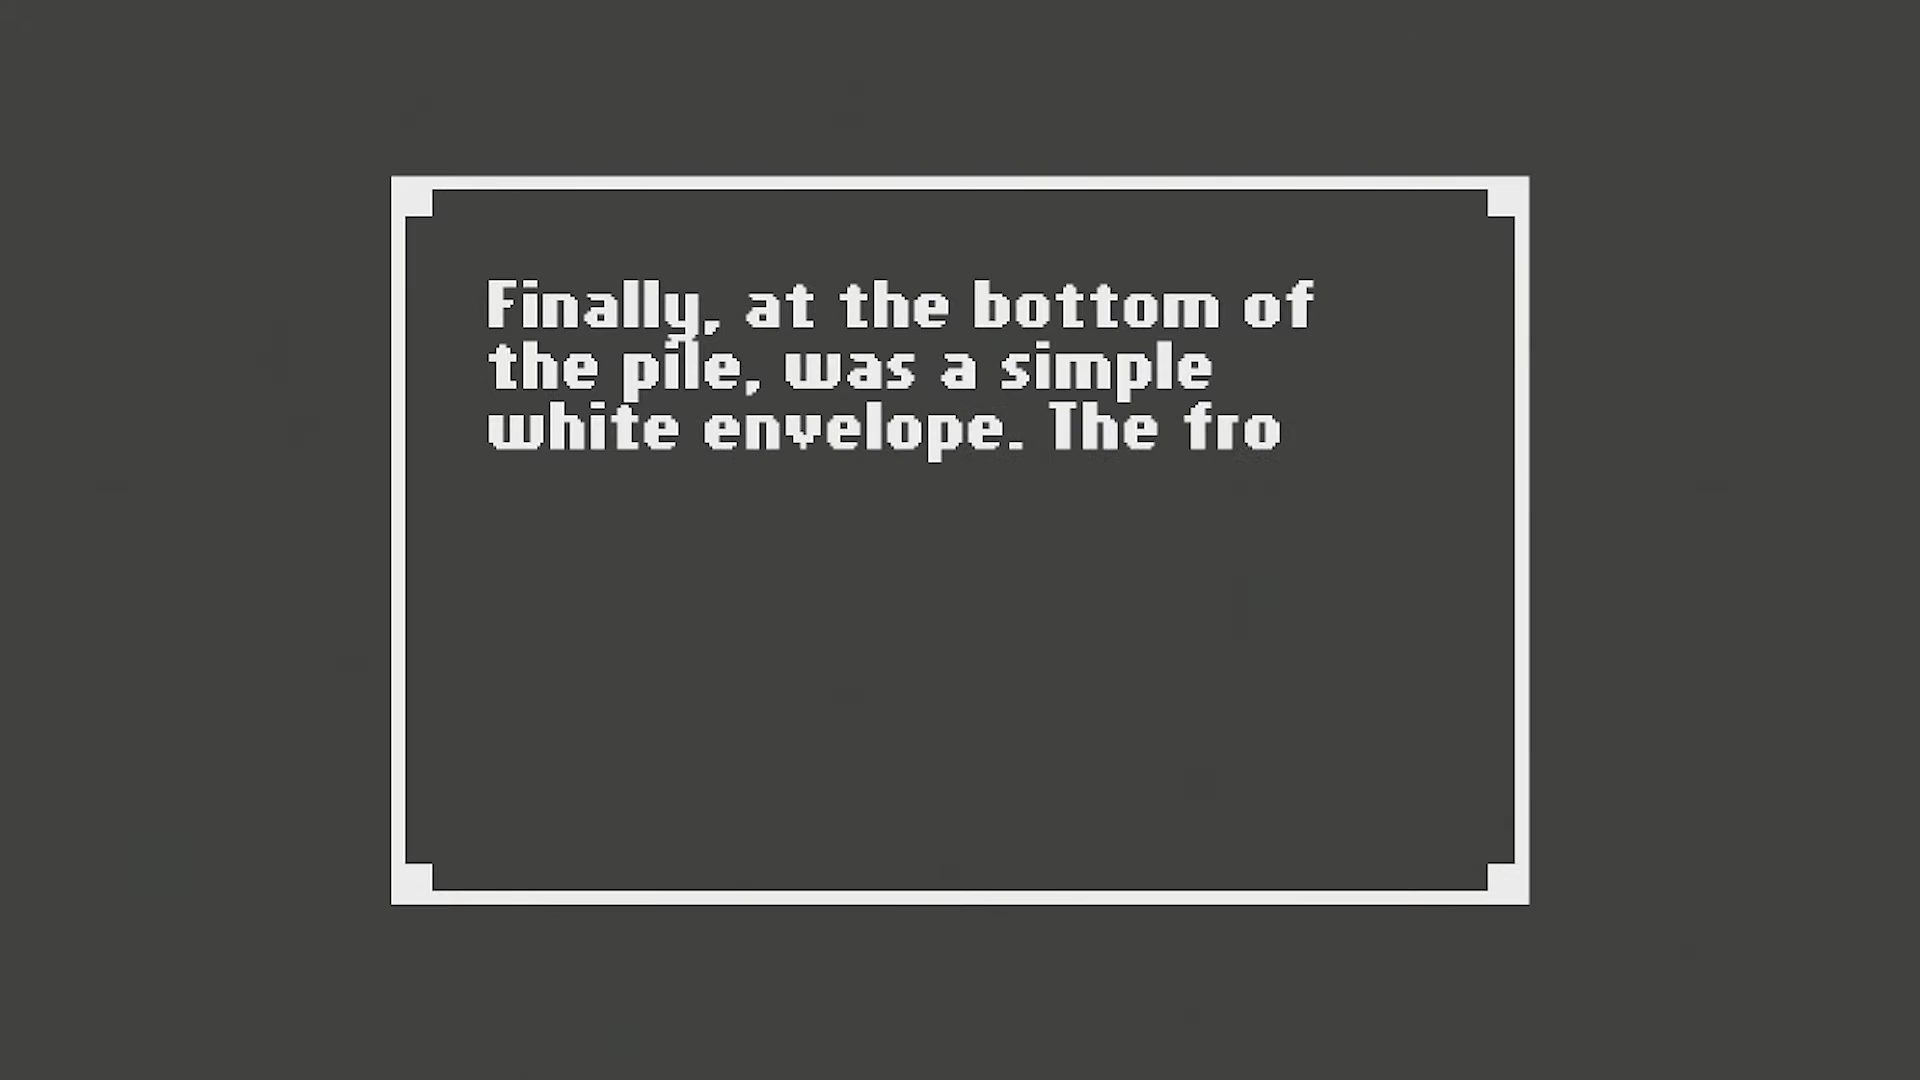 Finally, at the bottom of
the pile, was a simple
white envelope. The fro